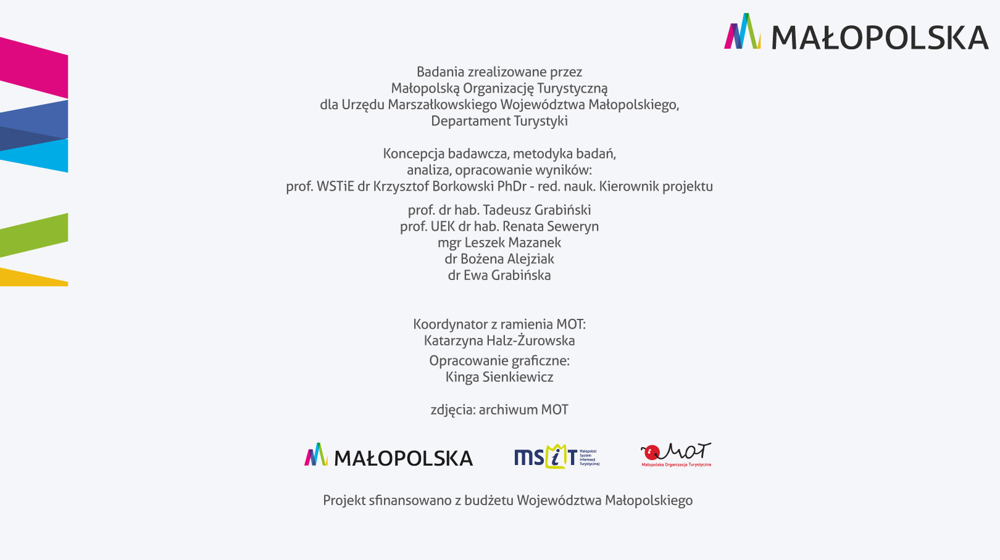 MAŁOPOLSKA
Badania zrealizowane przez
Małopolską Organizację Turystyczną
dla Urzędu Marszałkowskiego Województwa Małopolskiego,
Departament Turystyki
Koncepcja badawcza, metodyka badań,
analiza, opracowanie wyników:
prof. WSTiE dr Krzysztof Borkowski PhDr - red. nauk. Kierownik projektu
prof. dr hab. Tadeusz Grabiński
prof. UEK dr hab. Renata Seweryn
mgr Leszek Mazanek
dr Bożena Alejziak
dr Ewa Grabińska
Koordynator z ramienia MOT:
Katarzyna Halz-Żurowska
Opracowanie graficzne:
Kinga Sienkiewicz
zdjęcia: archiwum MOT
MAŁOPOLSKA
msiT
Małopolski
System
Informacji
Turystycznej
MOT
Małopolska Organizacja Turystyczna
Projekt sfinansowano z budżetu Województwa Małopolskiego